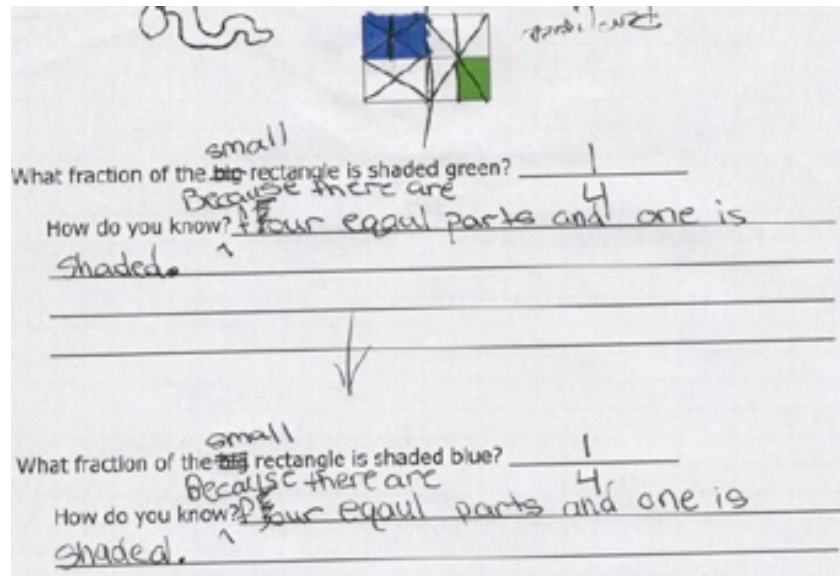 small
What fraction of the big rectangle is shaded green? 1/4
Because there are
How do you know? four eqaul parts and one is
shaded.
small
What fraction of the big rectangle is shaded blue? 1/4
Because there are
How do you know? four eqaul parts and one is
shaded.